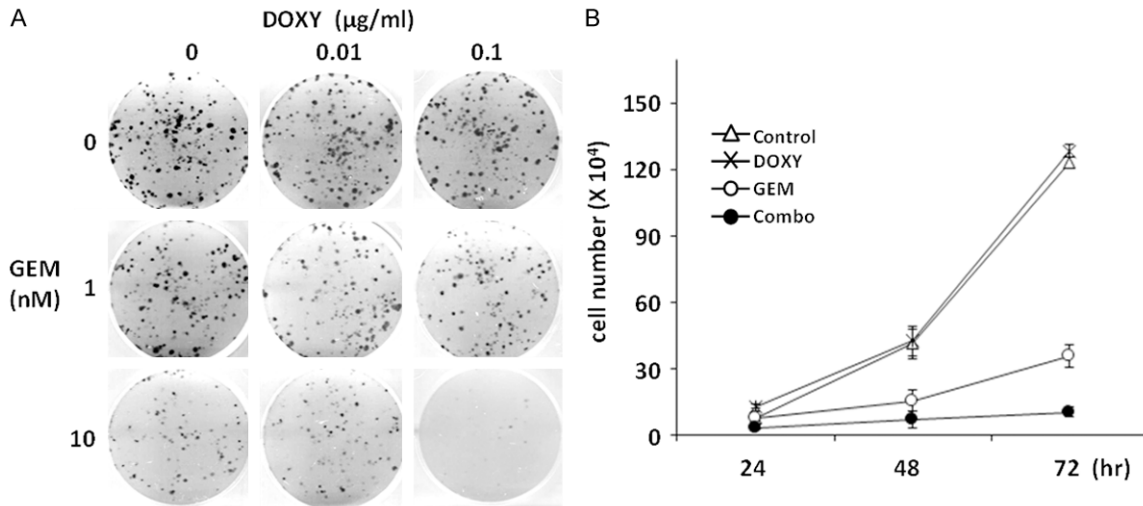 A
DOXY (µg/ml)
0 0.01 0.1
0
GEM
(nM)
1
10
B
cell number (X 10⁴)
150
120
90
60
30
0
Control
DOXY
GEM
Combo
24 48 72 (hr)